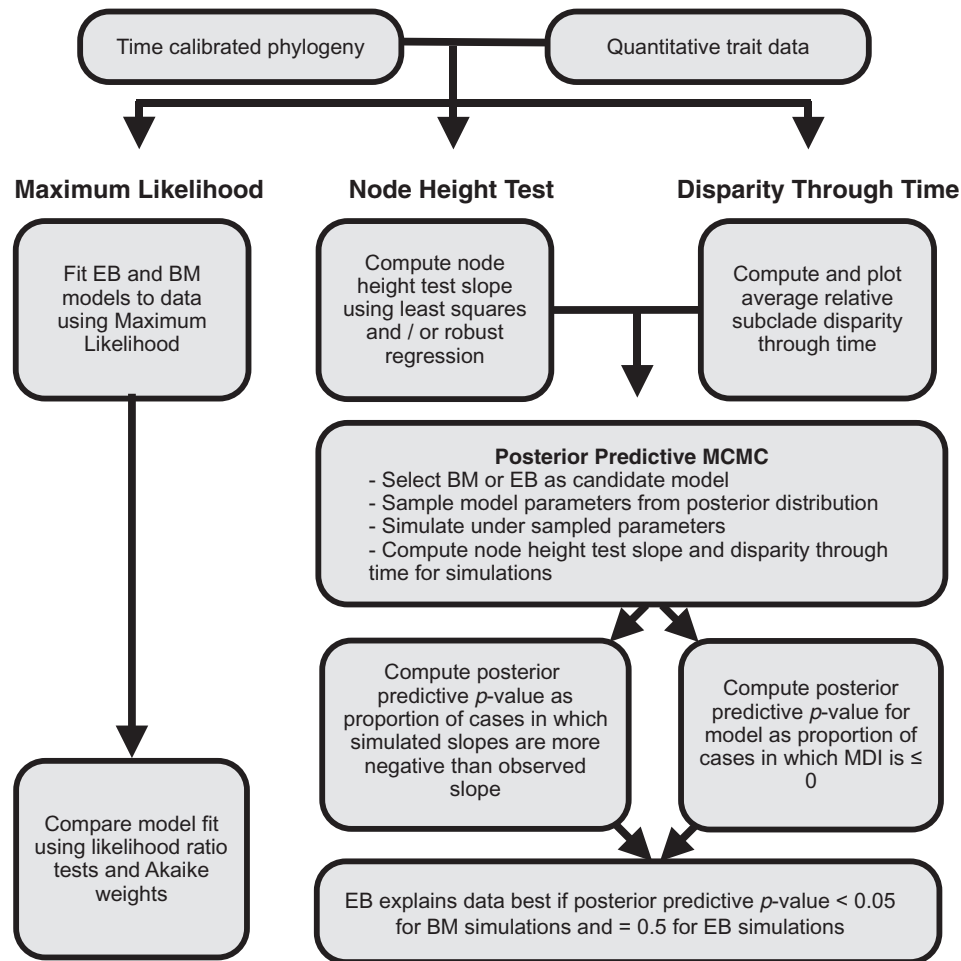 Time calibrated phylogeny
Quantitative trait data
Maximum Likelihood
Node Height Test
Disparity Through Time
Fit EB and BM
models to data
using Maximum
Likelihood
Compute node
height test slope
using least squares
and / or robust
regression
Compute and plot
average relative
subclade disparity
through time
Posterior Predictive MCMC
- Select BM or EB as candidate model
- Sample model parameters from posterior distribution
- Simulate under sampled parameters
- Compute node height test slope and disparity through
time for simulations
Compute posterior
predictive p-value as
proportion of cases in which
simulated slopes are more
negative than observed
slope
Compute posterior
predictive p-value for
model as proportion of
cases in which MDI is ≤
0
Compare model fit
using likelihood ratio
tests and Akaike
weights
EB explains data best if posterior predictive p-value < 0.05
for BM simulations and = 0.5 for EB simulations